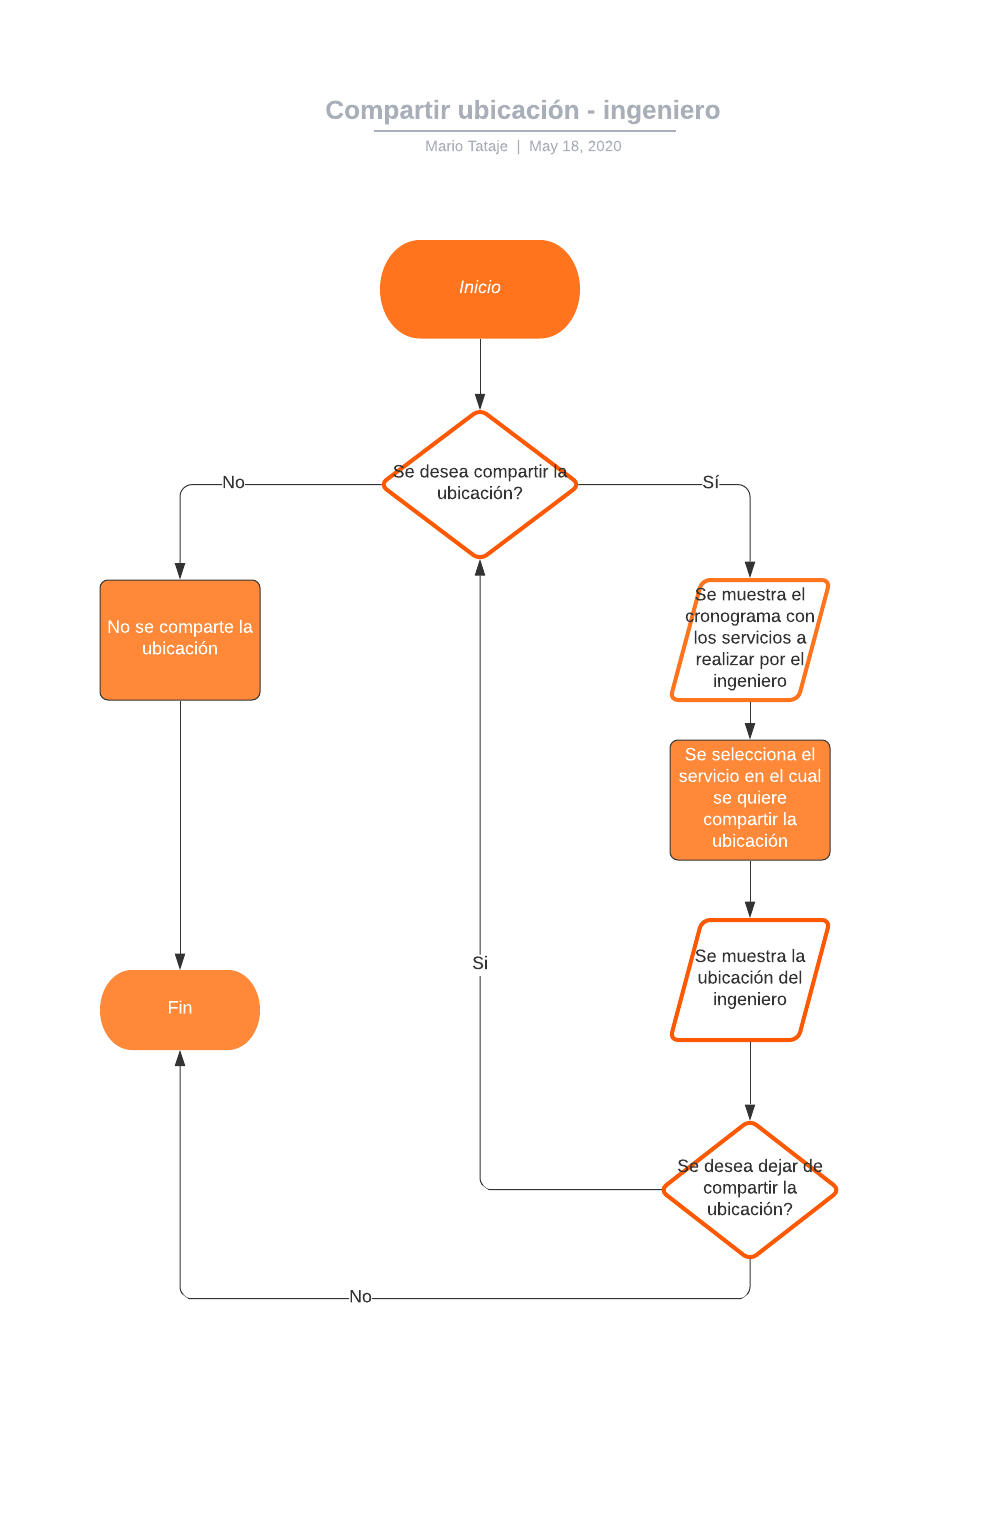 Compartir ubicación - ingeniero
Mario Tataje | May 18, 2020
Inicio
Se desea compartir la
ubicación?
No
Sí
No se comparte la
ubicación
Se muestra el
cronograma con
los servicios a
realizar por el
ingeniero
Se selecciona el
servicio en el cual
se quiere
compartir la
ubicación
Se muestra la
ubicación del
ingeniero
Si
Fin
Se desea dejar de
compartir la
ubicación?
No